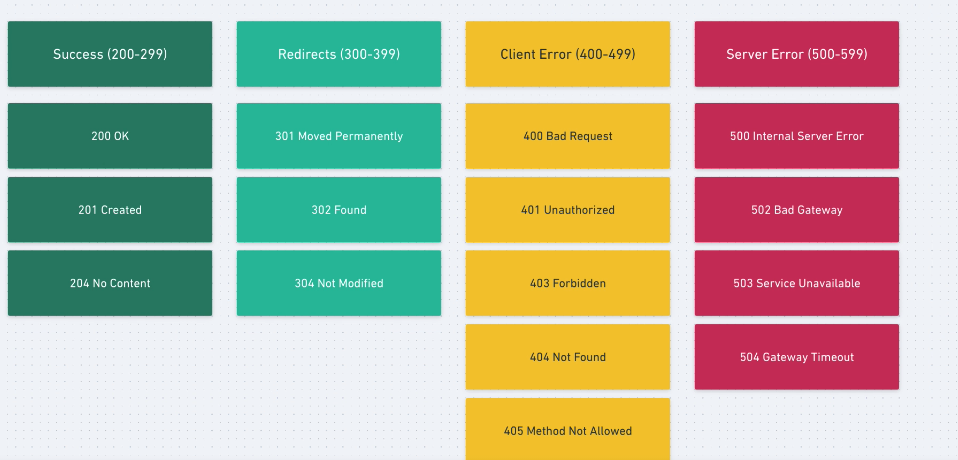 Success (200-299)
Redirects (300-399)
Client Error (400-499)
Server Error (500-599)
200 OK
301 Moved Permanently
400 Bad Request
500 Internal Server Error
201 Created
302 Found
401 Unauthorized
502 Bad Gateway
204 No Content
304 Not Modified
403 Forbidden
503 Service Unavailable
404 Not Found
504 Gateway Timeout
405 Method Not Allowed